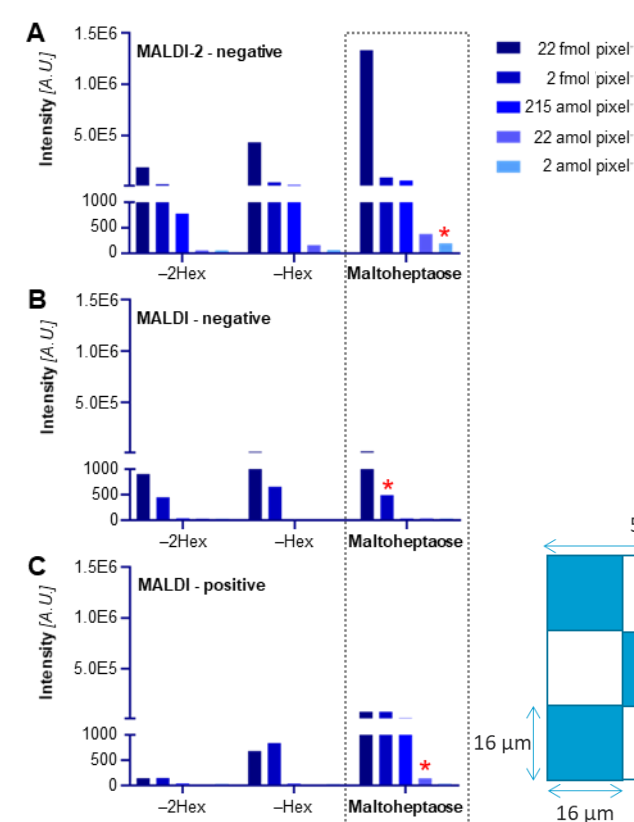 A
MALDI-2 - negative
Intensity [A.U.]
1.5E6
1.0E6
5.0E5
1000
500
0
–2Hex
–Hex
Maltoheptaose
*
22 fmol pixel⁻
2 fmol pixel⁻
215 amol pixel⁻
22 amol pixel⁻
2 amol pixel⁻
B
MALDI - negative
Intensity [A.U.]
1.5E6
1.0E6
5.0E5
1000
500
0
–2Hex
–Hex
Maltoheptaose
*
C
MALDI - positive
Intensity [A.U.]
1.5E6
1.0E6
5.0E5
1000
500
0
–2Hex
–Hex
Maltoheptaose
*
5
16 µm
16 µm